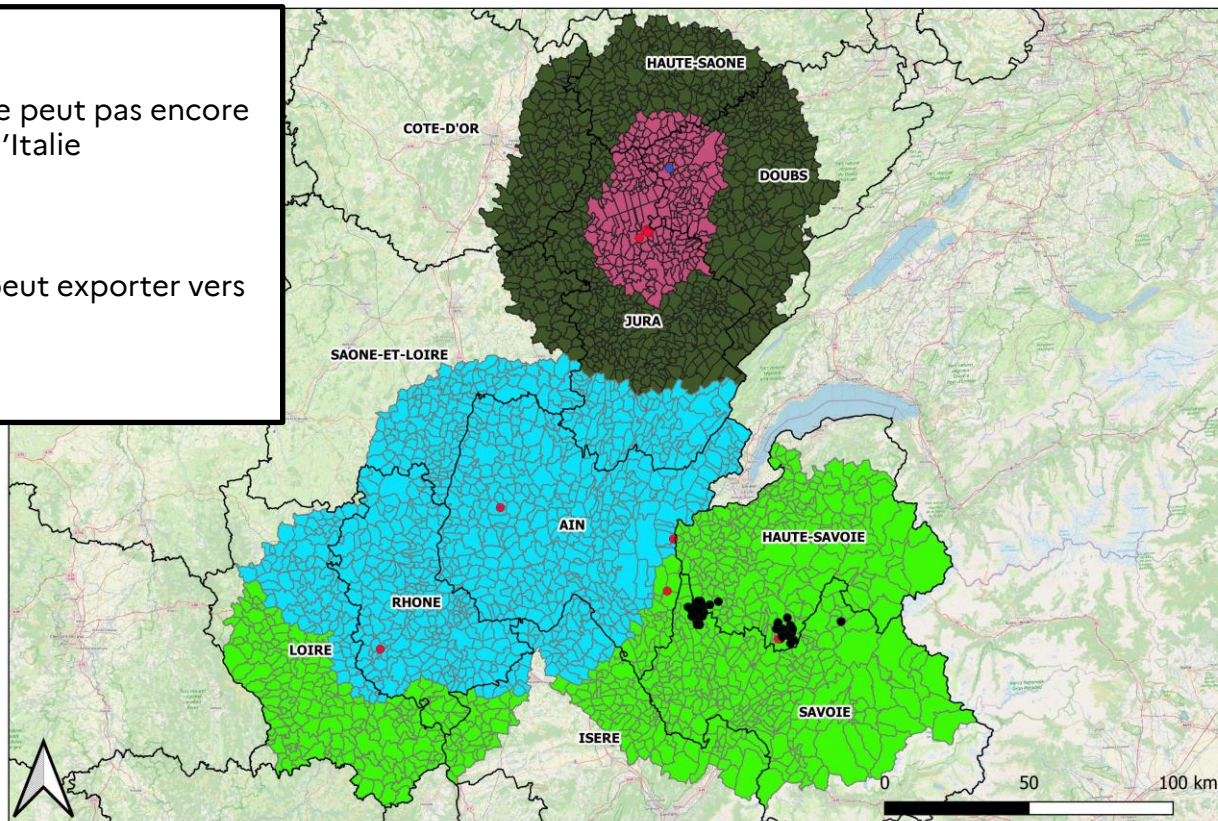 e peut pas encore
'Italie
peut exporter vers
HAUTE-SAONE
COTE-D'OR
DOUBS
JURA
SAONE-ET-LOIRE
AIN
HAUTE-SAVOIE
RHONE
LOIRE
SAVOIE
ISERE
0 50 100 km